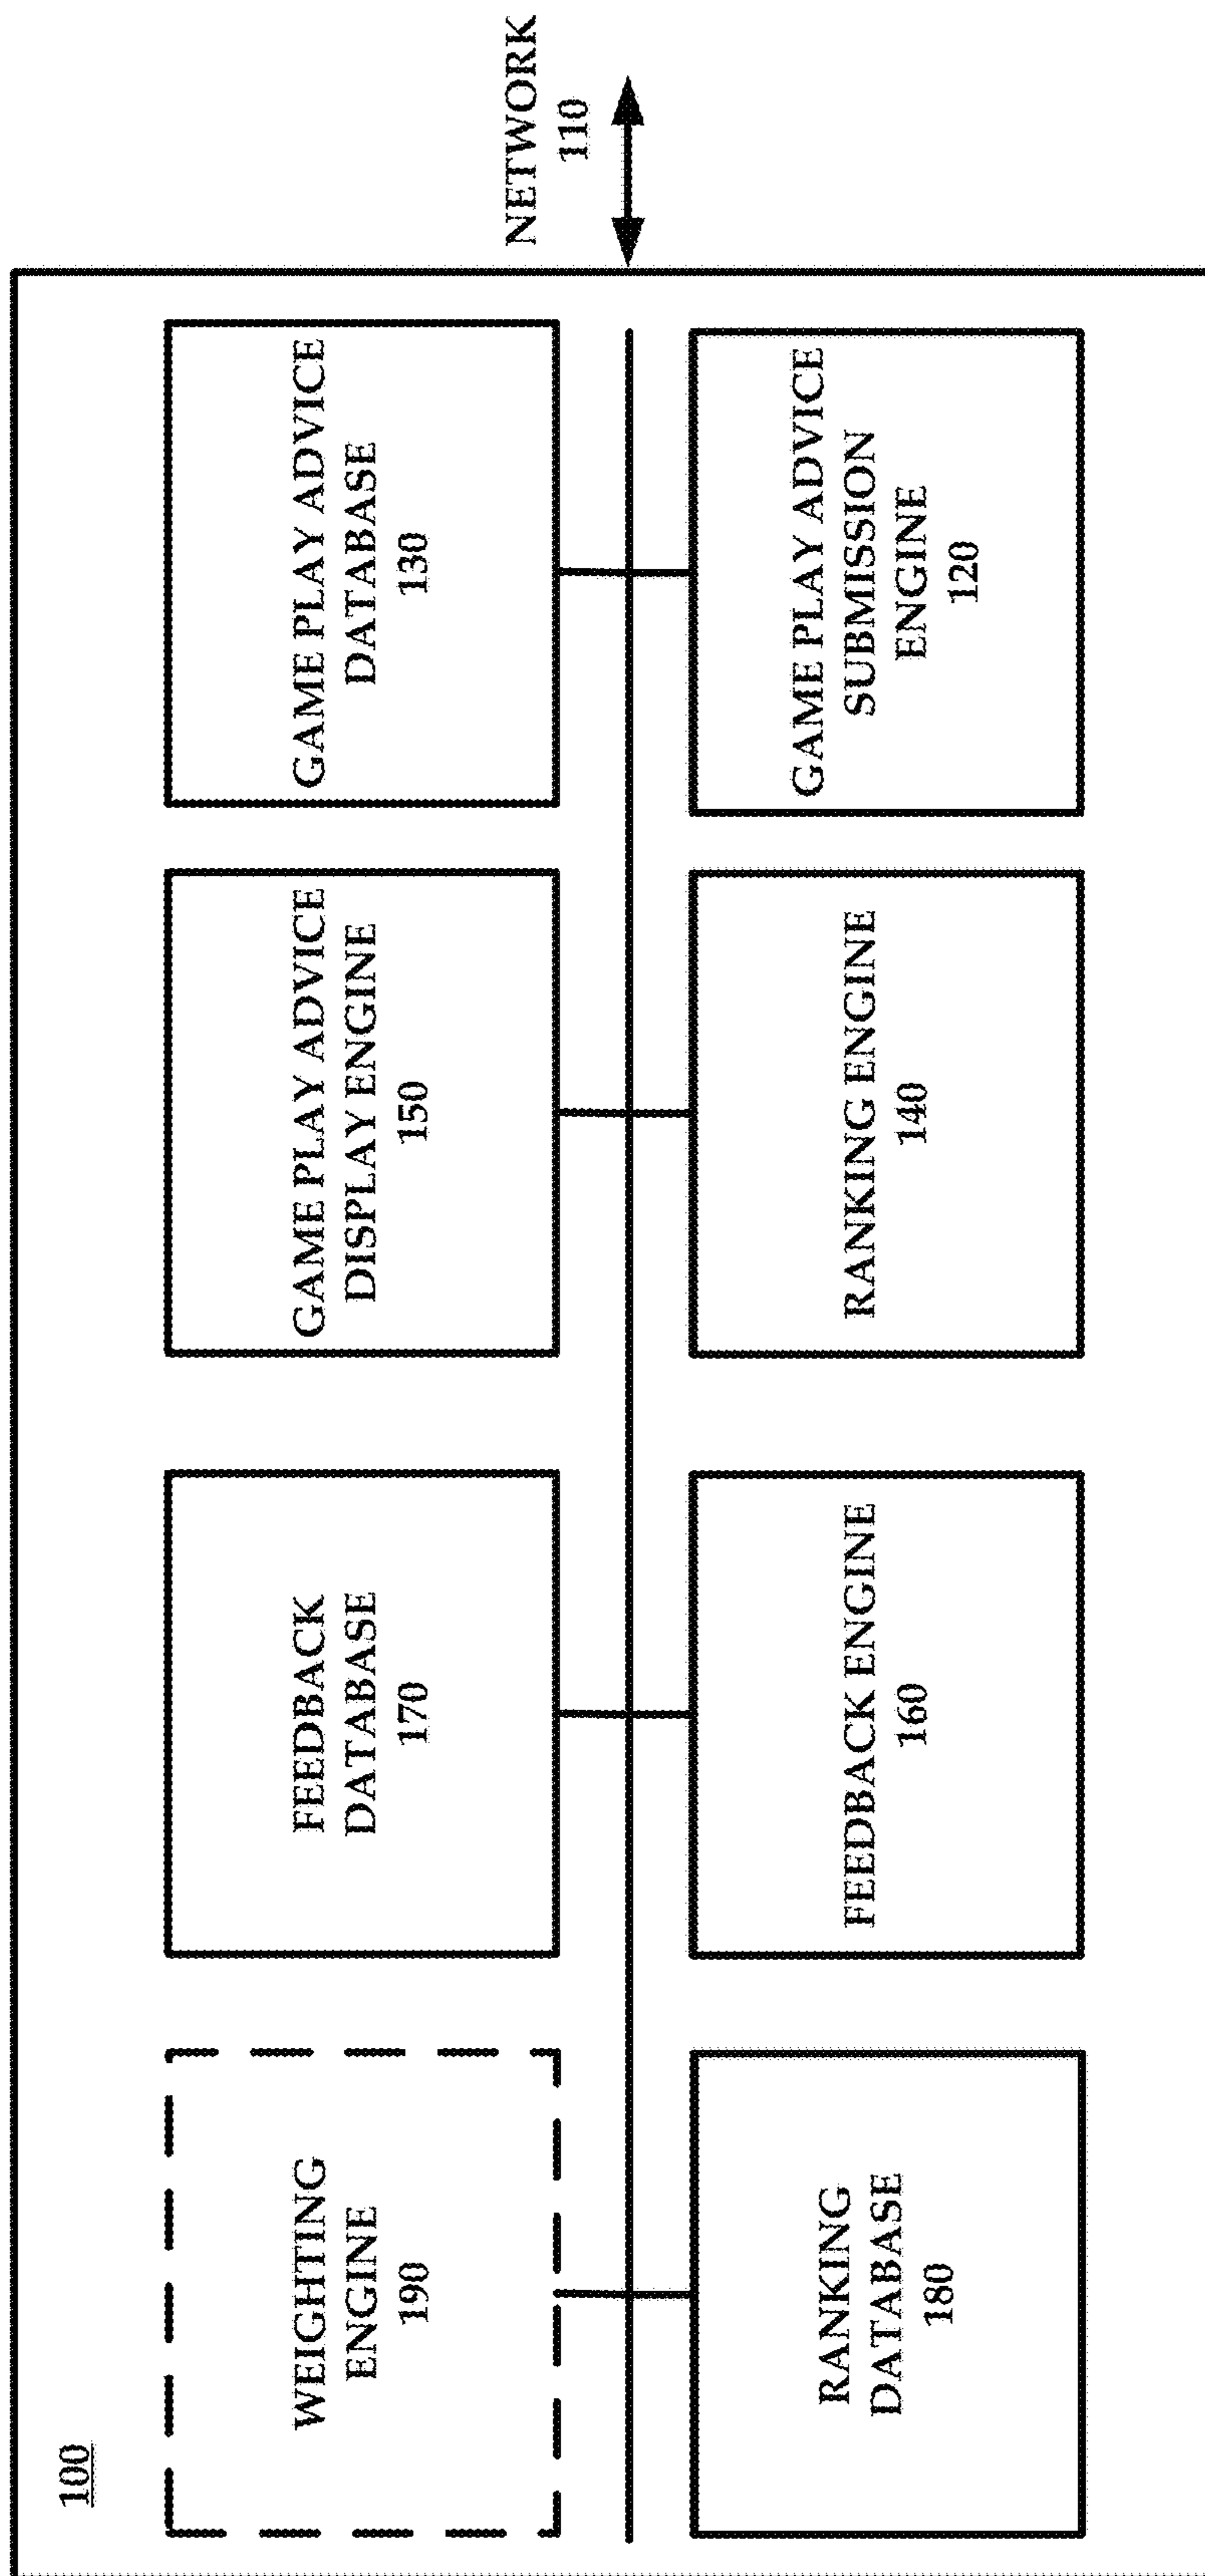 100
WEIGHTING
ENGINE
190
FEEDBACK
DATABASE
170
GAME PLAY ADVICE
DISPLAY ENGINE
150
GAME PLAY ADVICE
DATABASE
130
NETWORK
110
RANKING
DATABASE
180
FEEDBACK ENGINE
160
RANKING ENGINE
140
GAME PLAY ADVICE
SUBMISSION
ENGINE
120